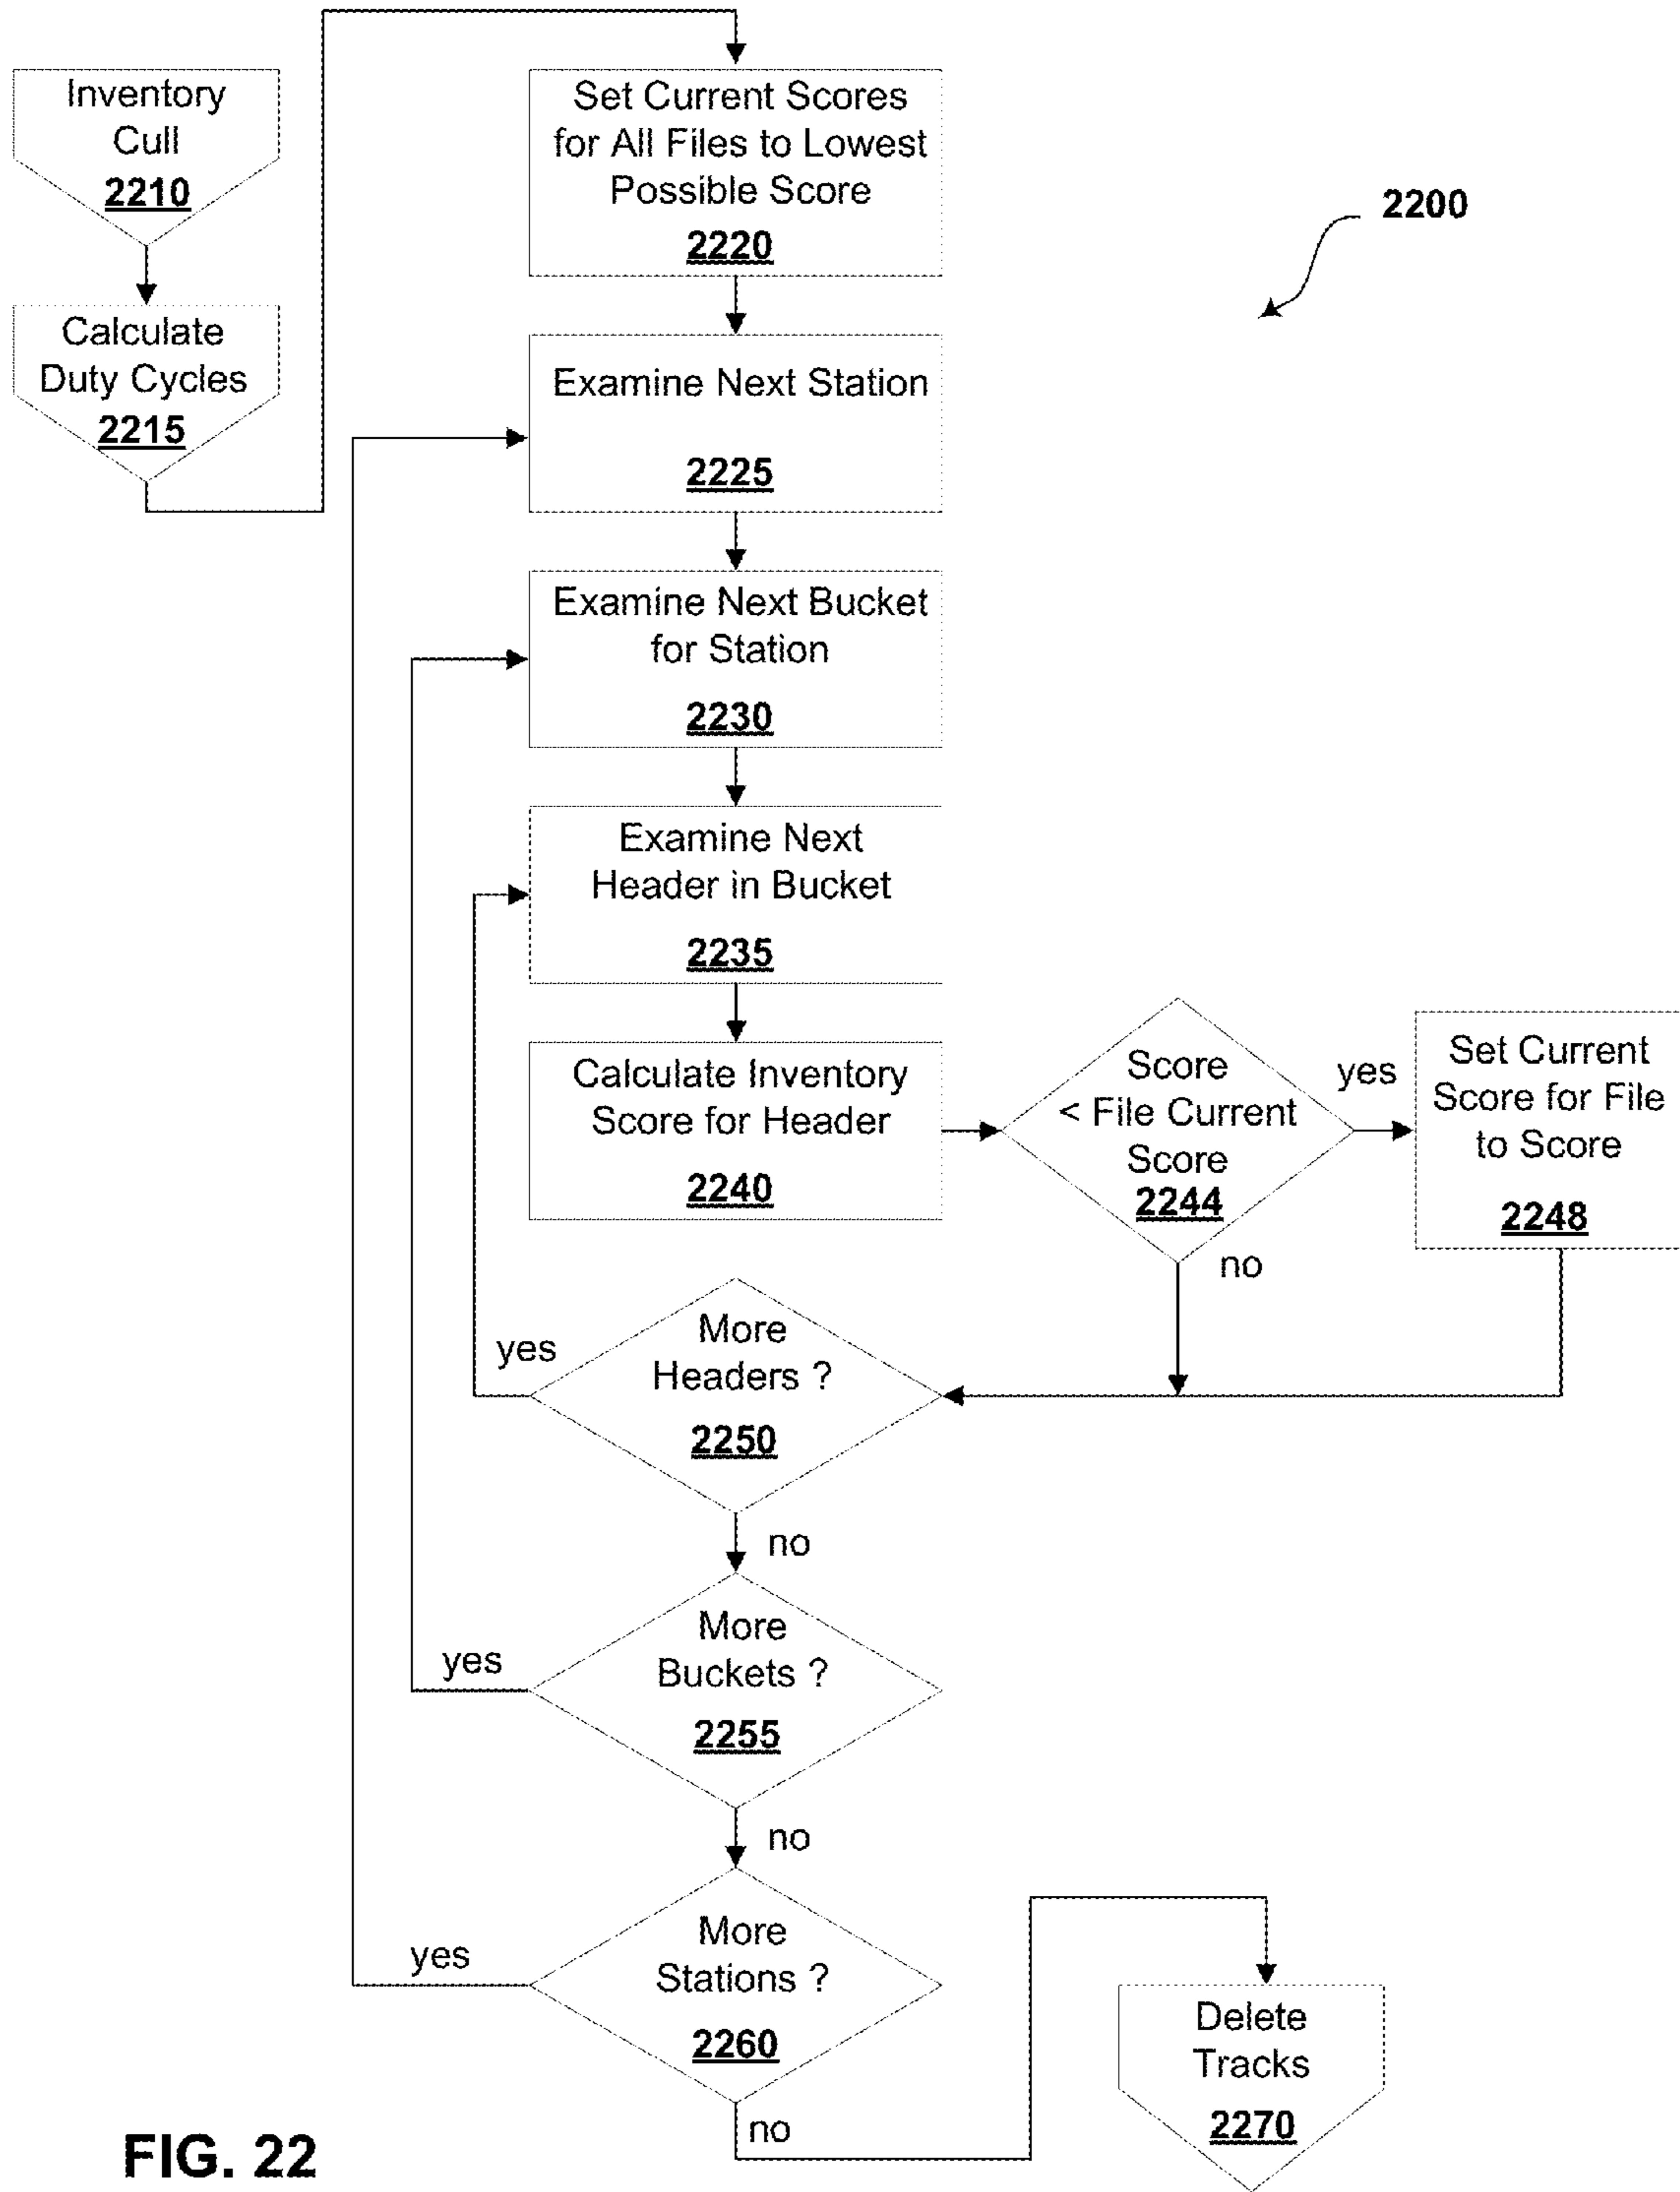 Inventory
Cull
2210
Calculate
Duty Cycles
2215
Set Current Scores
for All Files to Lowest
Possible Score
2220
2200
Examine Next Station
2225
Examine Next Bucket
for Station
2230
Examine Next
Header in Bucket
2235
Calculate Inventory
Score for Header
2240
Score
< File Current
Score
2244
yes
no
Set Current
Score for File
to Score
2248
More
Headers ?
2250
yes
no
More
Buckets ?
2255
yes
no
More
Stations ?
2260
yes
no
Delete
Tracks
2270
FIG. 22